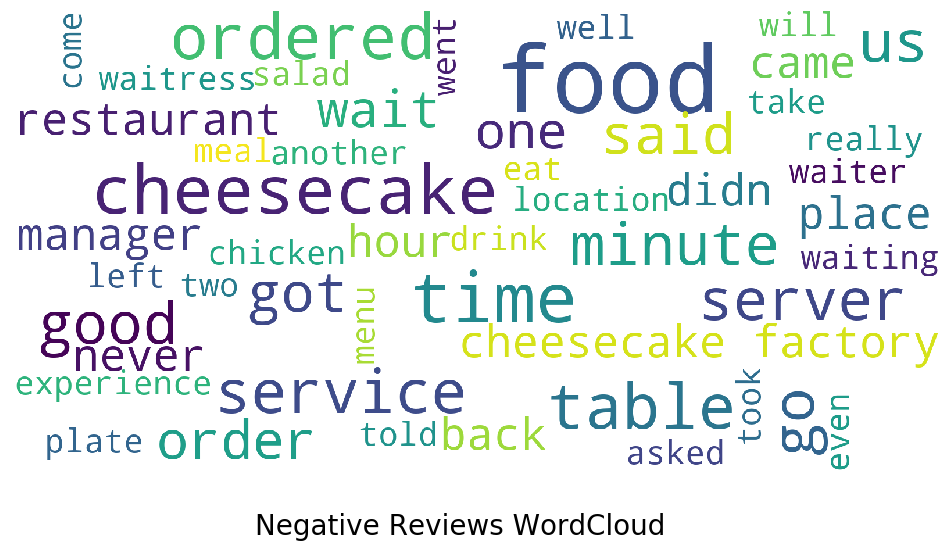 come
ordered
went
well
will
us
waitress
salad
came
food
take
restaurant
wait
one
said
really
meal
another
eat
waiter
cheesecake
location
didn
place
manager
chicken
hour
drink
minute
waiting
left
two
got
time
server
good
never
menu
cheesecake factory
experience
service
table
took
go
even
plate
order
told
back
asked
Negative Reviews WordCloud